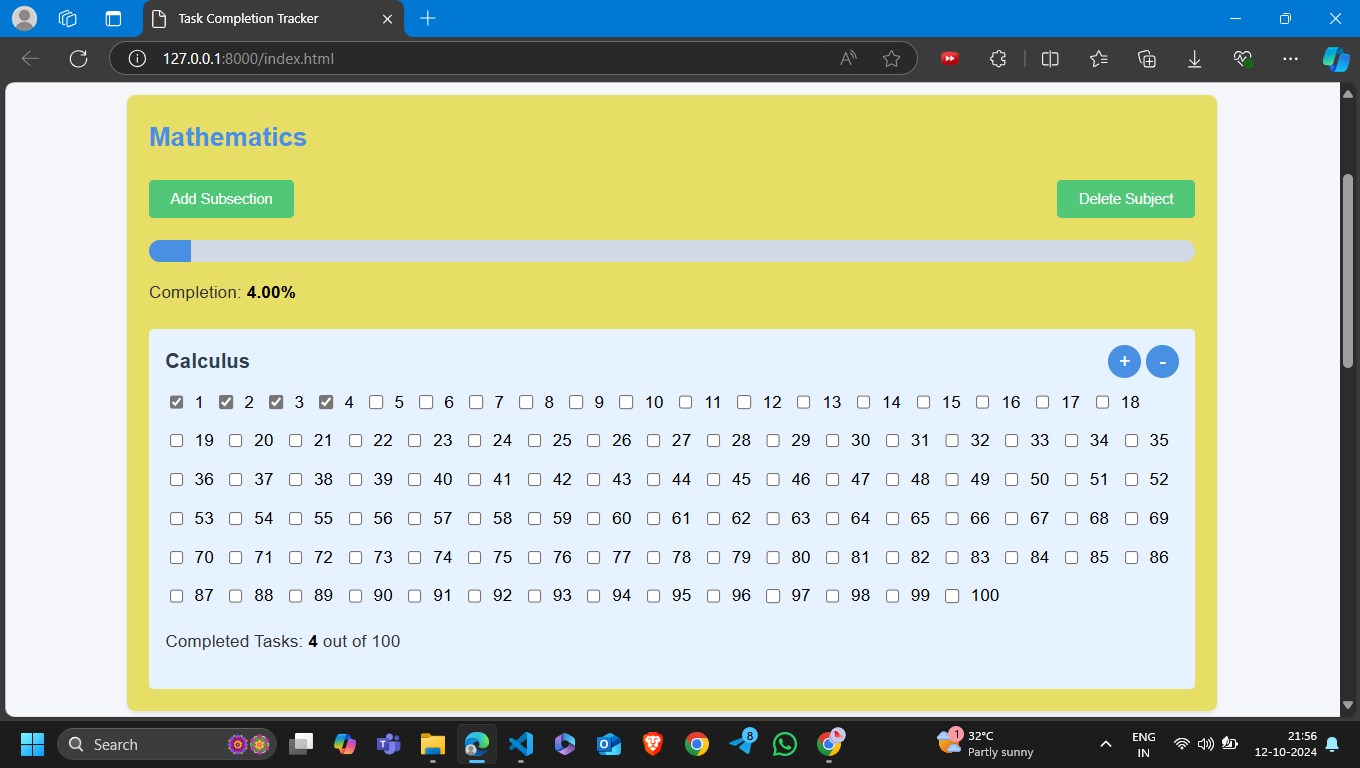 Task Completion Tracker
127.0.0.1:8000/index.html
Mathematics
Add Subsection
Delete Subject
Completion: 4.00%
Calculus
+ -
1 2 3 4 5 6 7 8 9 10 11 12 13 14 15 16 17 18
19 20 21 22 23 24 25 26 27 28 29 30 31 32 33 34 35
36 37 38 39 40 41 42 43 44 45 46 47 48 49 50 51 52
53 54 55 56 57 58 59 60 61 62 63 64 65 66 67 68 69
70 71 72 73 74 75 76 77 78 79 80 81 82 83 84 85 86
87 88 89 90 91 92 93 94 95 96 97 98 99 100
Completed Tasks: 4 out of 100
Search
8
1
32°C
Partly sunny
ENG
IN
21:56
12-10-2024